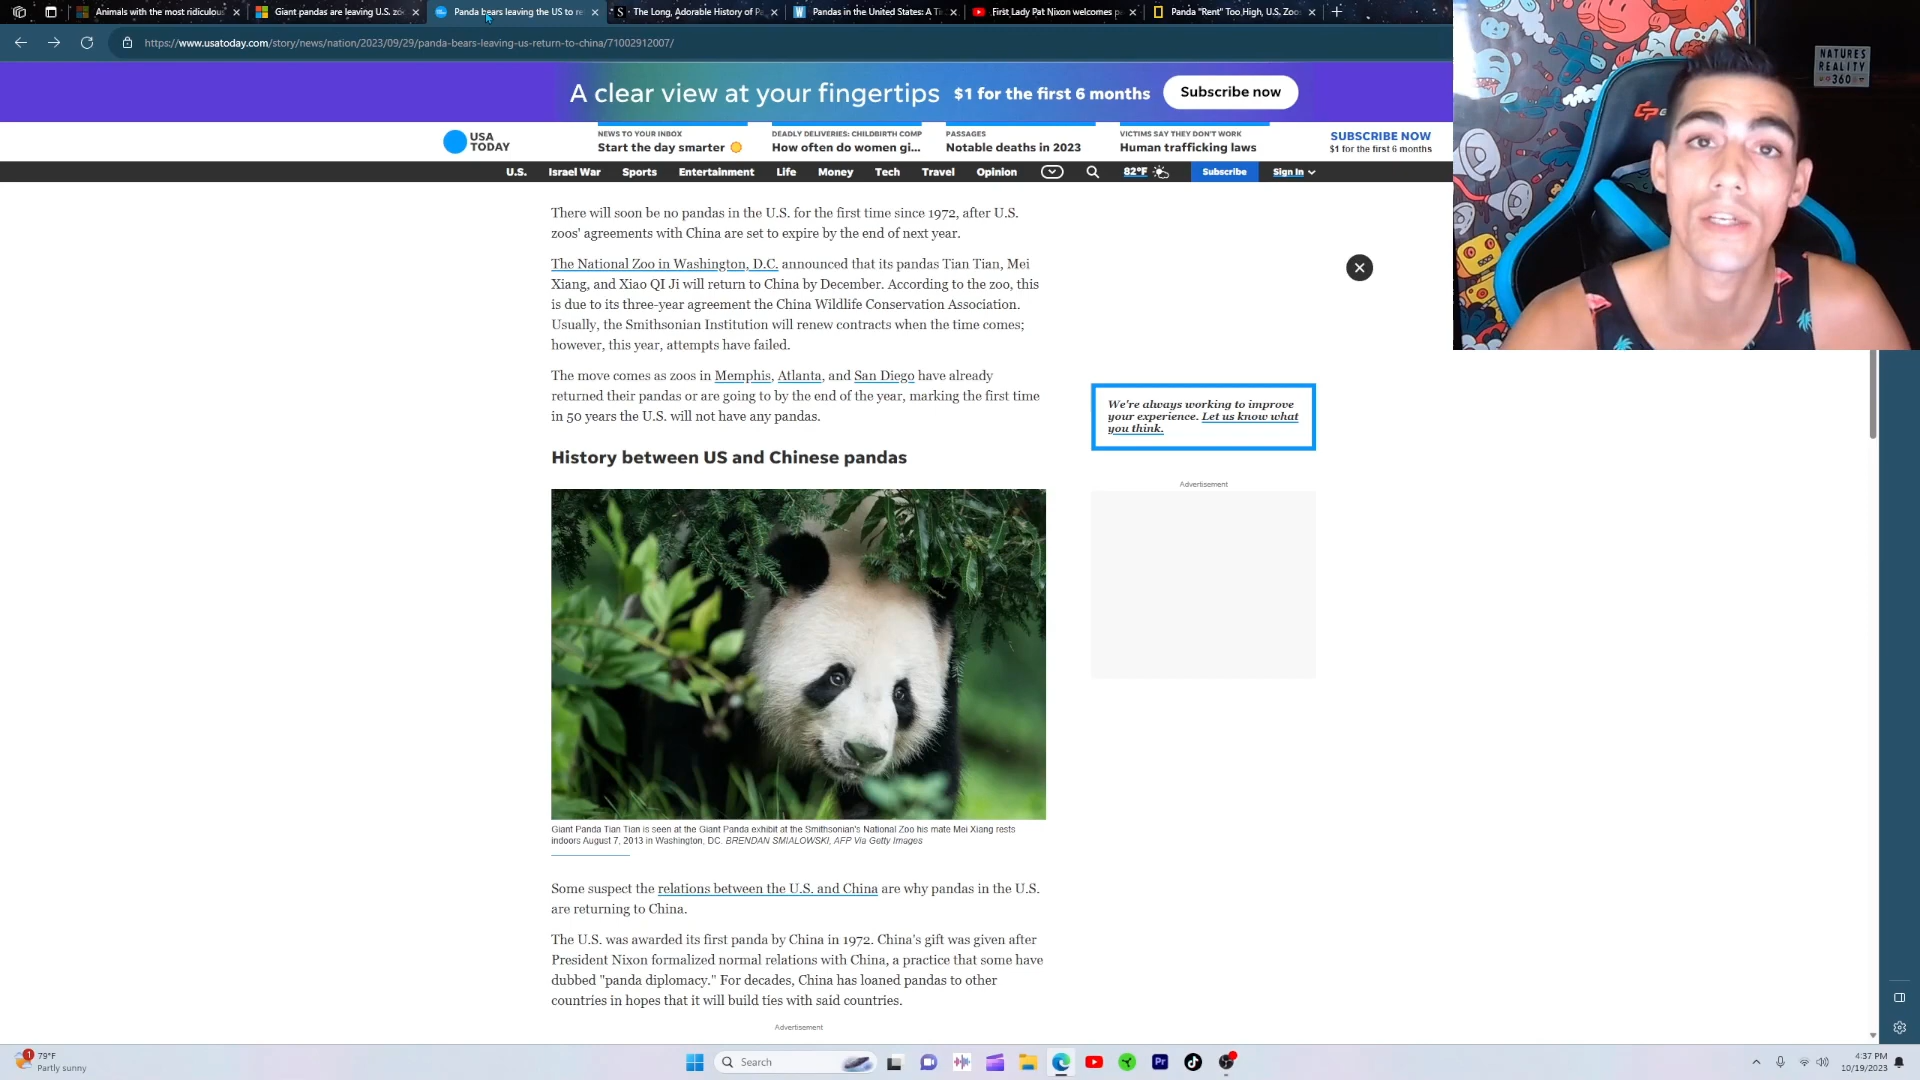 Animals with the most ridiculou
Giant pandas are leaving U.S. zo
Panda bears leaving the US to re
The Long, Adorable History of P
Pandas in the United States: A Ti
First Lady Pat Nixon welcomes p
Panda "Rent" Too High, U.S. Zoo
https://www.usatoday.com/story/news/nation/2023/09/29/panda-bears-leaving-us-return-to-china/71002912007/
NATURES
REALITY
360
A clear view at your fingertips $1 for the first 6 months Subscribe now
USA
TODAY
NEWS TO YOUR INBOX
Start the day smarter
DEADLY DELIVERIES: CHILDBIRTH COMP
How often do women gi...
PASSAGES
Notable deaths in 2023
VICTIMS SAY THEY DON'T WORK
Human trafficking laws
SUBSCRIBE NOW
$1 for the first 6 months
U.S. Israel War Sports Entertainment Life Money Tech Travel Opinion 82°F Subscribe Sign In
There will soon be no pandas in the U.S. for the first time since 1972, after U.S.
zoos' agreements with China are set to expire by the end of next year.
The National Zoo in Washington, D.C. announced that its pandas Tian Tian, Mei
Xiang, and Xiao QI Ji will return to China by December. According to the zoo, this
is due to its three-year agreement the China Wildlife Conservation Association.
Usually, the Smithsonian Institution will renew contracts when the time comes;
however, this year, attempts have failed.
The move comes as zoos in Memphis, Atlanta, and San Diego have already
returned their pandas or are going to by the end of the year, marking the first time
in 50 years the U.S. will not have any pandas.
We're always working to improve
your experience. Let us know what
you think.
History between US and Chinese pandas
Advertisement
Giant Panda Tian Tian is seen at the Giant Panda exhibit at the Smithsonian's National Zoo his mate Mei Xiang rests
indoors August 7, 2013 in Washington, DC. BRENDAN SMIALOWSKI, AFP Via Getty Images
Some suspect the relations between the U.S. and China are why pandas in the U.S.
are returning to China.
The U.S. was awarded its first panda by China in 1972. China's gift was given after
President Nixon formalized normal relations with China, a practice that some have
dubbed "panda diplomacy." For decades, China has loaned pandas to other
countries in hopes that it will build ties with said countries.
Advertisement
1
79°F
Partly sunny
Search
Pr
4:37 PM
10/19/2023